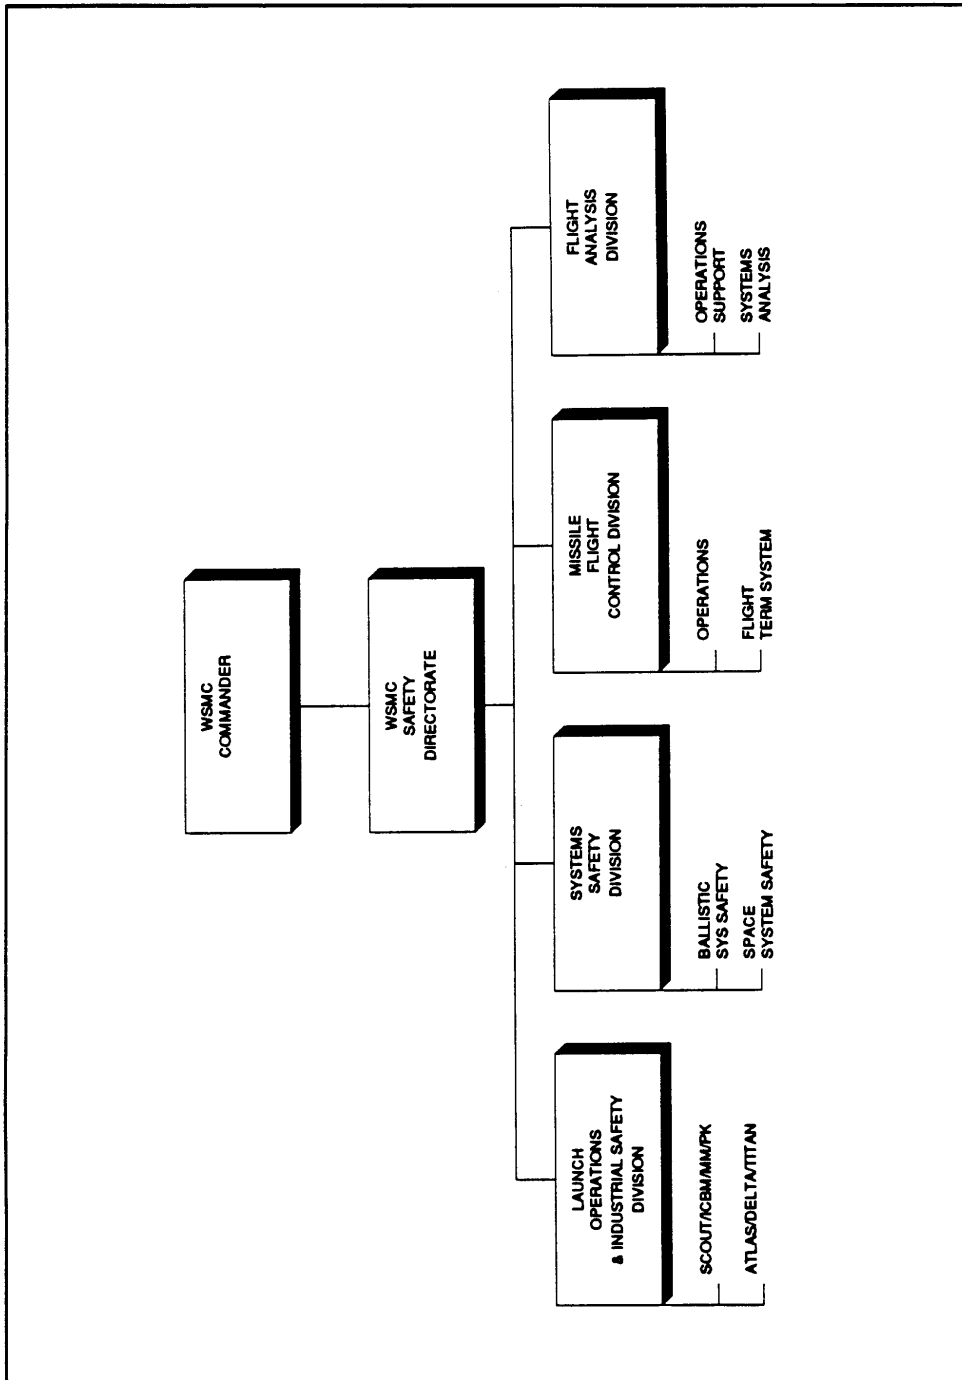 WSMC
COMMANDER
WSMC
SAFETY
DIRECTORATE
LAUNCH
OPERATIONS
& INDUSTRIAL SAFETY
DIVISION
SCOUT/ICBM/MM/PK
ATLAS/DELTA/TITAN
SYSTEMS
SAFETY
DIVISION
BALLISTIC
SYS SAFETY
SPACE
SYSTEM SAFETY
MISSILE
FLIGHT
CONTROL DIVISION
OPERATIONS
FLIGHT
TERM SYSTEM
FLIGHT
ANALYSIS
DIVISION
OPERATIONS
SUPPORT
SYSTEMS
ANALYSIS